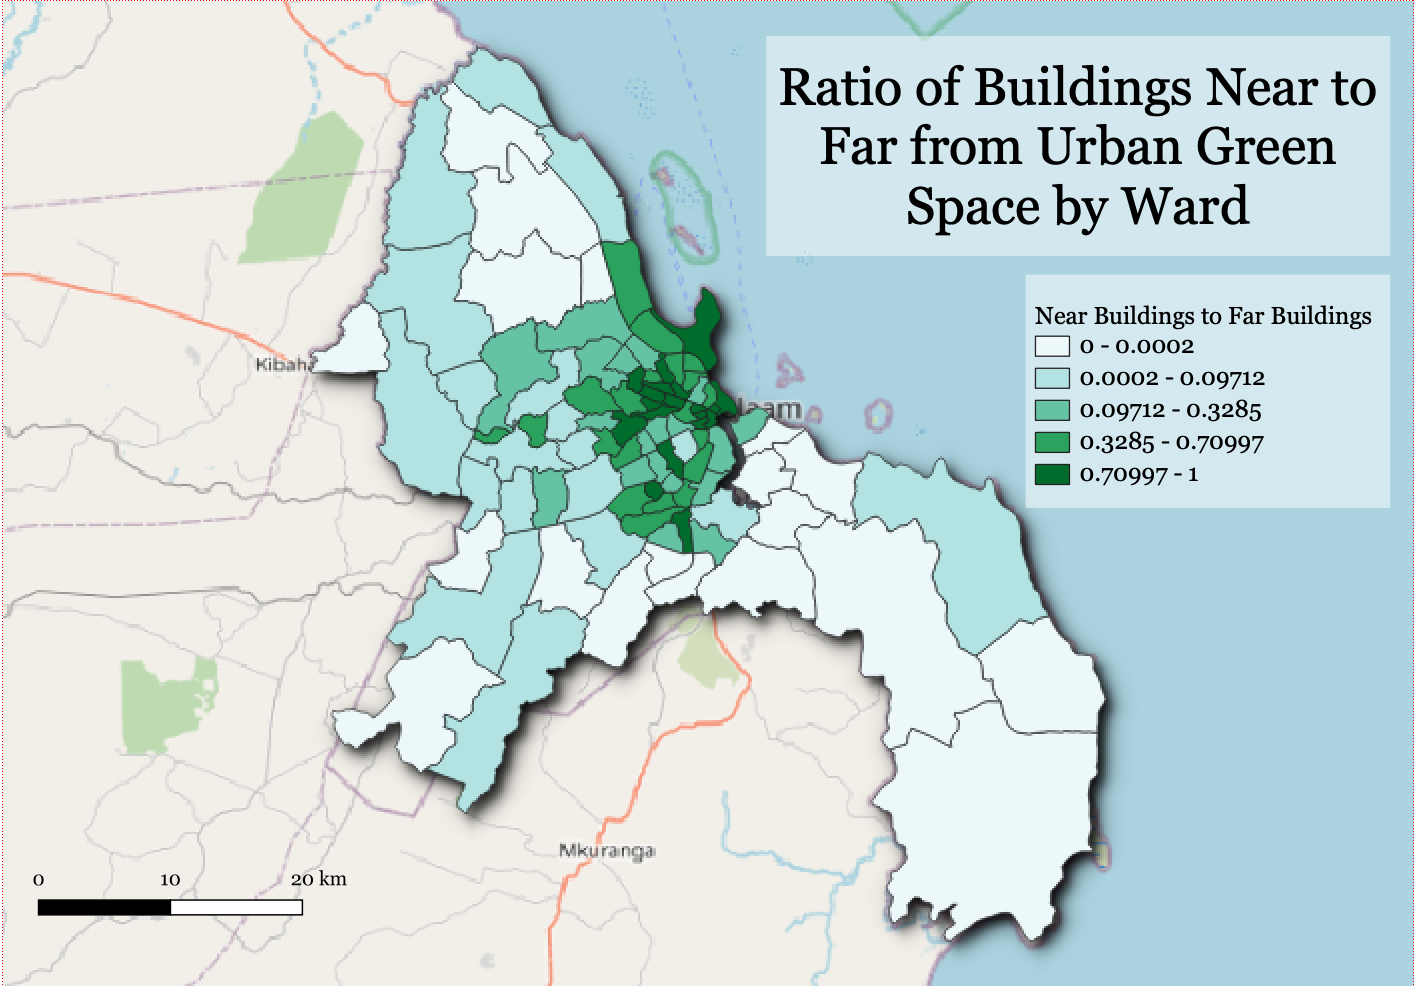 Ratio of Buildings Near to
Far from Urban Green
Space by Ward
Near Buildings to Far Buildings
0 - 0.0002
0.0002 - 0.09712
0.09712 - 0.3285
0.3285 - 0.70997
0.70997 - 1
Kibaha
laam
Mkuranga
0 10 20 km